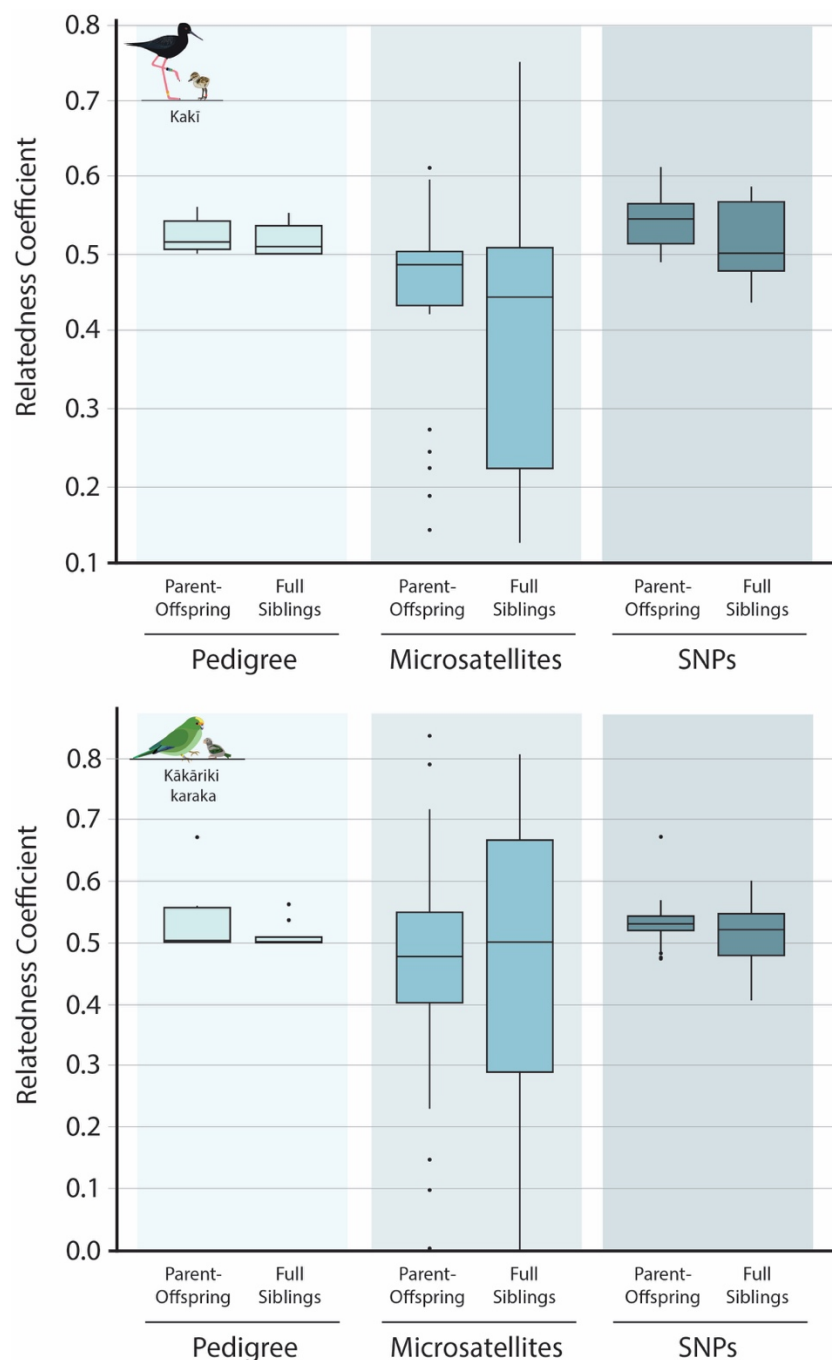 0.8
Kakī
0.7
0.6
0.5
0.4
0.3
0.2
0.1
Relatedness Coefficient
Parent-
Offspring
Full
Siblings
Parent-
Offspring
Full
Siblings
Parent-
Offspring
Full
Siblings
Pedigree
Microsatellites
SNPs
0.8
Kākāriki
karaka
0.7
0.6
0.5
0.4
0.3
0.2
0.1
0.0
Relatedness Coefficient
Parent-
Offspring
Full
Siblings
Parent-
Offspring
Full
Siblings
Parent-
Offspring
Full
Siblings
Pedigree
Microsatellites
SNPs